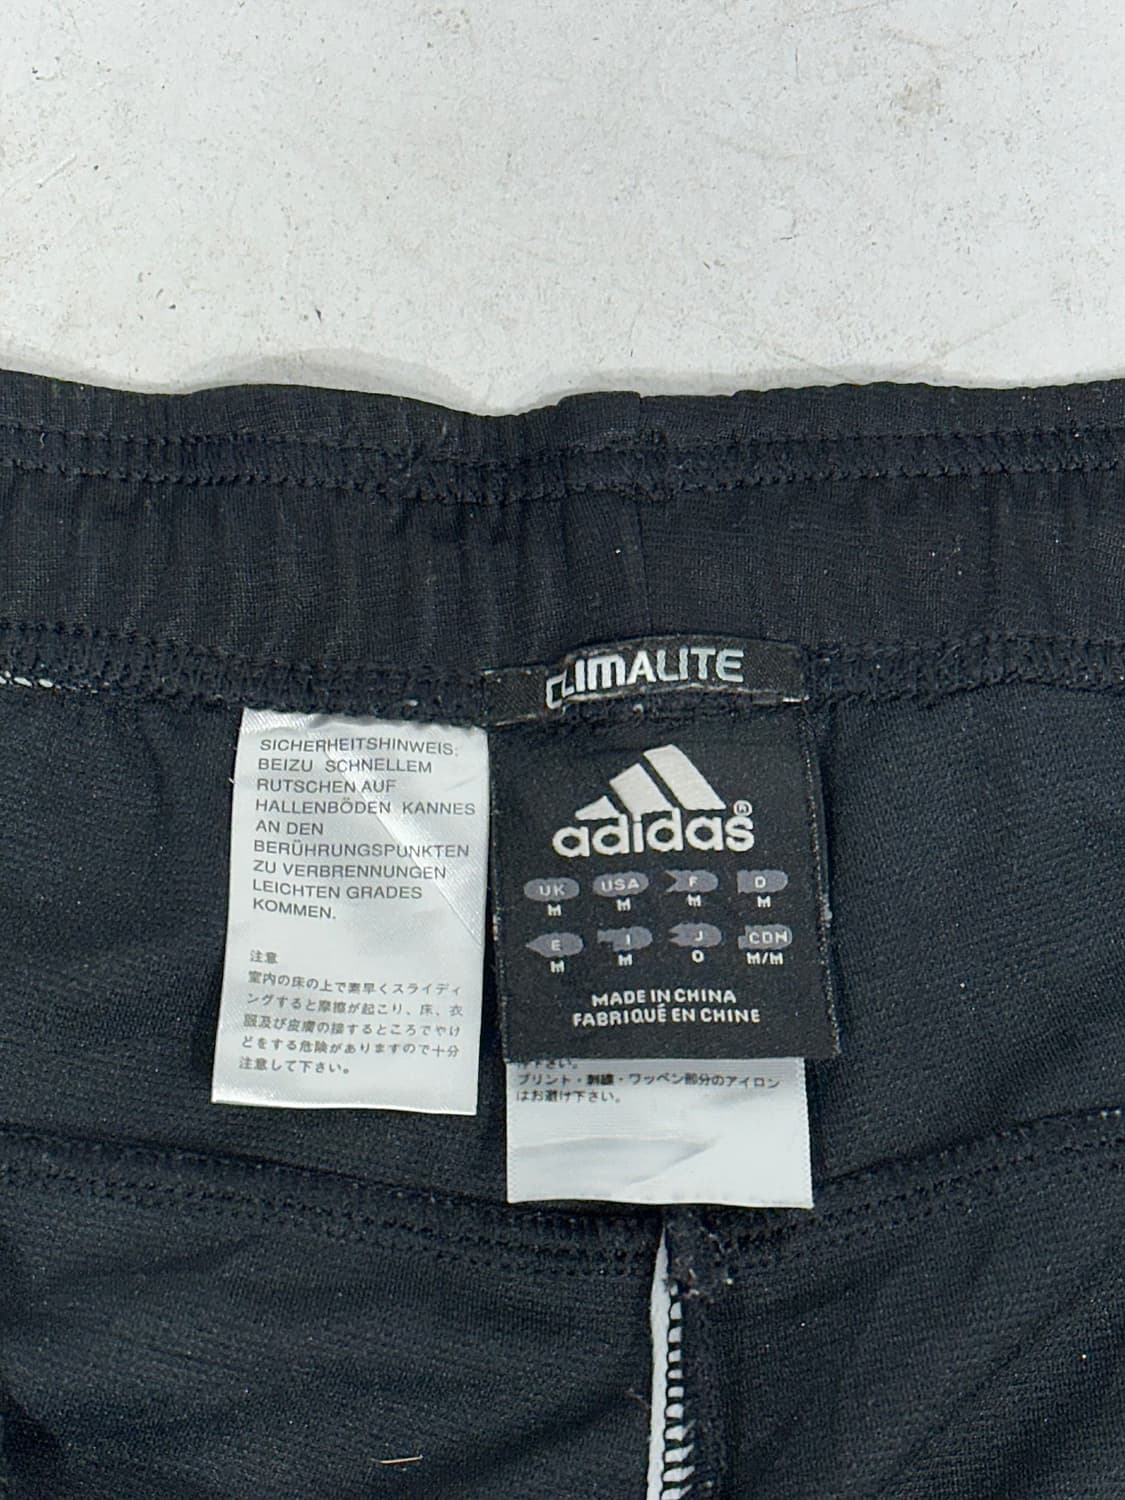 CLIMALITE
SICHERHEITSHINWEIS:
BEIZU SCHNELLEM
RUTSCHEN AUF
HALLENBÖDEN KANNES
AN DEN
BERÜHRUNGSPUNKTEN
ZU VERBRENNUNGEN
LEICHTEN GRADES
KOMMEN.
注意
室内の床の上で素早くスライディ
ングすると摩擦が起こり、床、衣
服及び皮膚の接するところでやけ
どをする危険がありますので十分
注意して下さい。
adidas®
UK USA F D
M M M M
E I J CDN
M M O M/M
MADE IN CHINA
FABRIQUÉ EN CHINE
件下さい。
プリント・刺繍・ワッペン部分のアイロン
はお避け下さい。